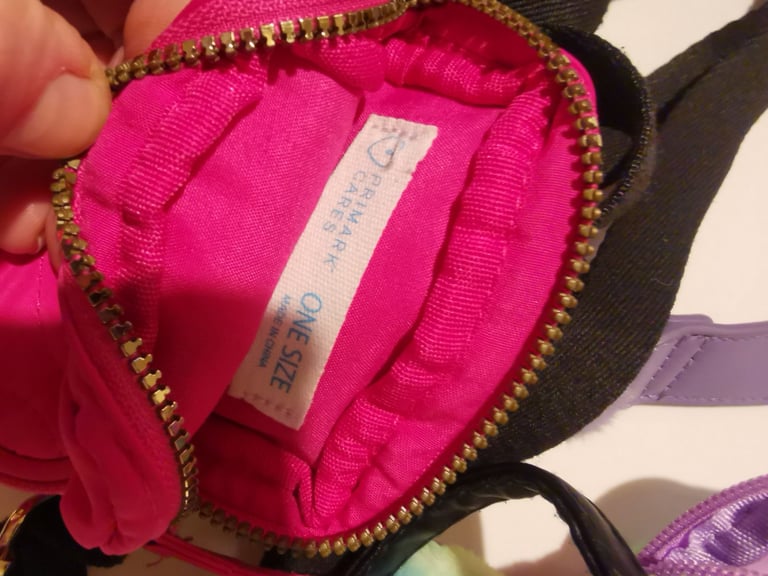 PRIMARK
CARES
ONE SIZE
MADE IN CHINA